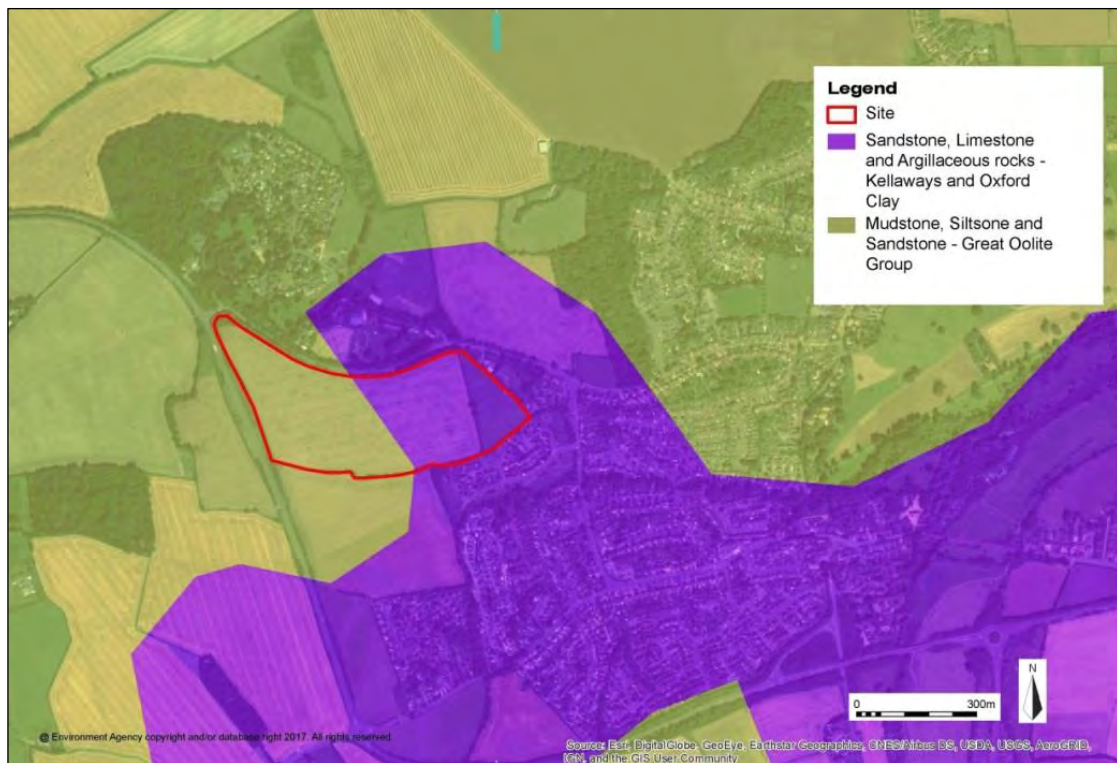 Legend
Site
Sandstone, Limestone
and Argillaceous rocks -
Kellaways and Oxford
Clay
Mudstone, Siltsone and
Sandstone - Great Oolite
Group
N
0 300m
@ Environment Agency copyright and/or database right 2017. All rights reserved.
Source: Esri, DigitalGlobe, GeoEye, Earthstar Geographics, CNES/Airbus DS, USDA, USGS, AeroGRID,
IGN, and the GIS User Community